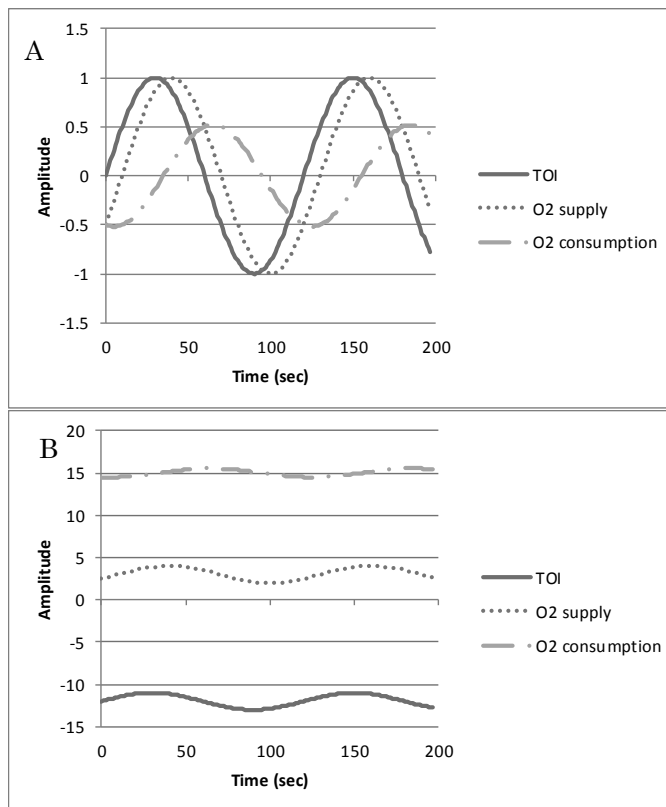 A
1.5
1
0.5
0
-0.5
-1
-1.5
Amplitude
0 50 100 150 200
Time (sec)
TOI
O2 supply
O2 consumption
B
20
15
10
5
0
-5
-10
-15
Amplitude
0 50 100 150 200
Time (sec)
TOI
O2 supply
O2 consumption